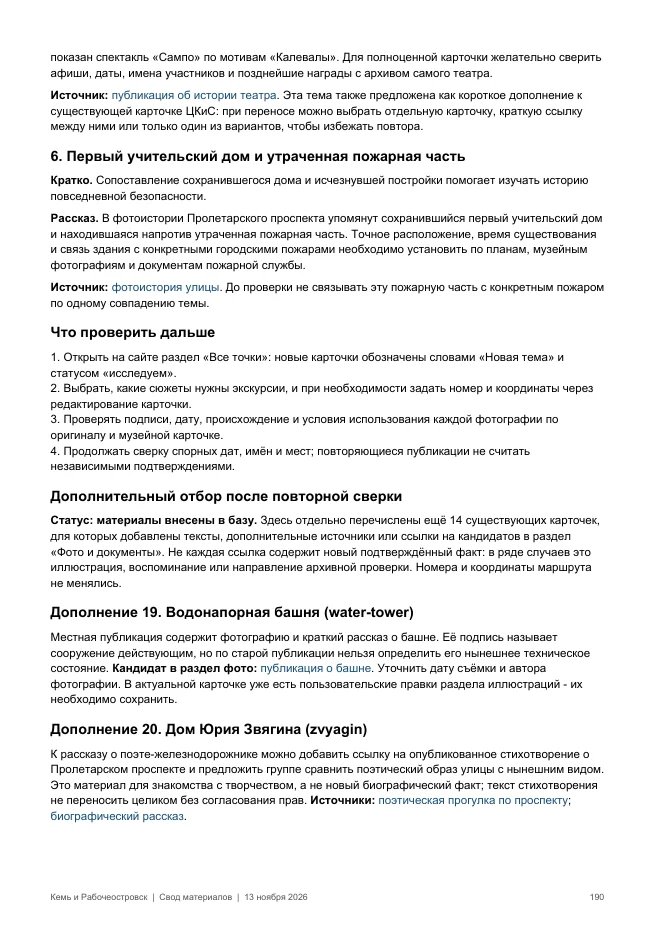 показан спектакль «Сампо» по мотивам «Калевалы». Для полноценной карточки желательно сверить
афиши, даты, имена участников и позднейшие награды с архивом самого театра.
Источник: публикация об истории театра. Эта тема также предложена как короткое дополнение к
существующей карточке ЦКиС: при переносе можно выбрать отдельную карточку, краткую ссылку
между ними или только один из вариантов, чтобы избежать повтора.
6. Первый учительский дом и утраченная пожарная часть
Кратко. Сопоставление сохранившегося дома и исчезнувшей постройки помогает изучать историю
повседневной безопасности.
Рассказ. В фотоистории Пролетарского проспекта упомянут сохранившийся первый учительский дом
и находившаяся напротив утраченная пожарная часть. Точное расположение, время существования
и связь здания с конкретными городскими пожарами необходимо установить по планам, музейным
фотографиям и документам пожарной службы.
Источник: фотоистория улицы. До проверки не связывать эту пожарную часть с конкретным пожаром
по одному совпадению темы.
Что проверить дальше
1. Открыть на сайте раздел «Все точки»: новые карточки обозначены словами «Новая тема» и
статусом «исследуем».
2. Выбрать, какие сюжеты нужны экскурсии, и при необходимости задать номер и координаты через
редактирование карточки.
3. Проверять подписи, дату, происхождение и условия использования каждой фотографии по
оригиналу и музейной карточке.
4. Продолжать сверку спорных дат, имён и мест; повторяющиеся публикации не считать
независимыми подтверждениями.
Дополнительный отбор после повторной сверки
Статус: материалы внесены в базу. Здесь отдельно перечислены ещё 14 существующих карточек,
для которых добавлены тексты, дополнительные источники или ссылки на кандидатов в раздел
«Фото и документы». Не каждая ссылка содержит новый подтверждённый факт: в ряде случаев это
иллюстрация, воспоминание или направление архивной проверки. Номера и координаты маршрута
не менялись.
Дополнение 19. Водонапорная башня (water-tower)
Местная публикация содержит фотографию и краткий рассказ о башне. Её подпись называет
сооружение действующим, но по старой публикации нельзя определить его нынешнее техническое
состояние. Кандидат в раздел фото: публикация о башне. Уточнить дату съёмки и автора
фотографии. В актуальной карточке уже есть пользовательские правки раздела иллюстраций - их
необходимо сохранить.
Дополнение 20. Дом Юрия Звягина (zvyagin)
К рассказу о поэте-железнодорожнике можно добавить ссылку на опубликованное стихотворение о
Пролетарском проспекте и предложить группе сравнить поэтический образ улицы с нынешним видом.
Это материал для знакомства с творчеством, а не новый биографический факт; текст стихотворения
не переносить целиком без согласования прав. Источники: поэтическая прогулка по проспекту;
биографический рассказ.
Кемь и Рабочеостровск | Свод материалов | 13 ноября 2026
190